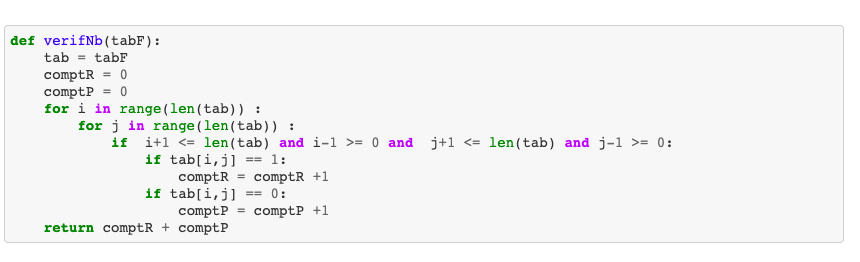 def verifNb(tabF):
    tab = tabF
    comptR = 0
    comptP = 0
    for i in range(len(tab)) :
        for j in range(len(tab)) :
            if  i+1 <= len(tab) and i-1 >= 0 and  j+1 <= len(tab) and j-1 >= 0:
                if tab[i,j] == 1:
                    comptR = comptR +1
                if tab[i,j] == 0:
                    comptP = comptP +1
    return comptR + comptP